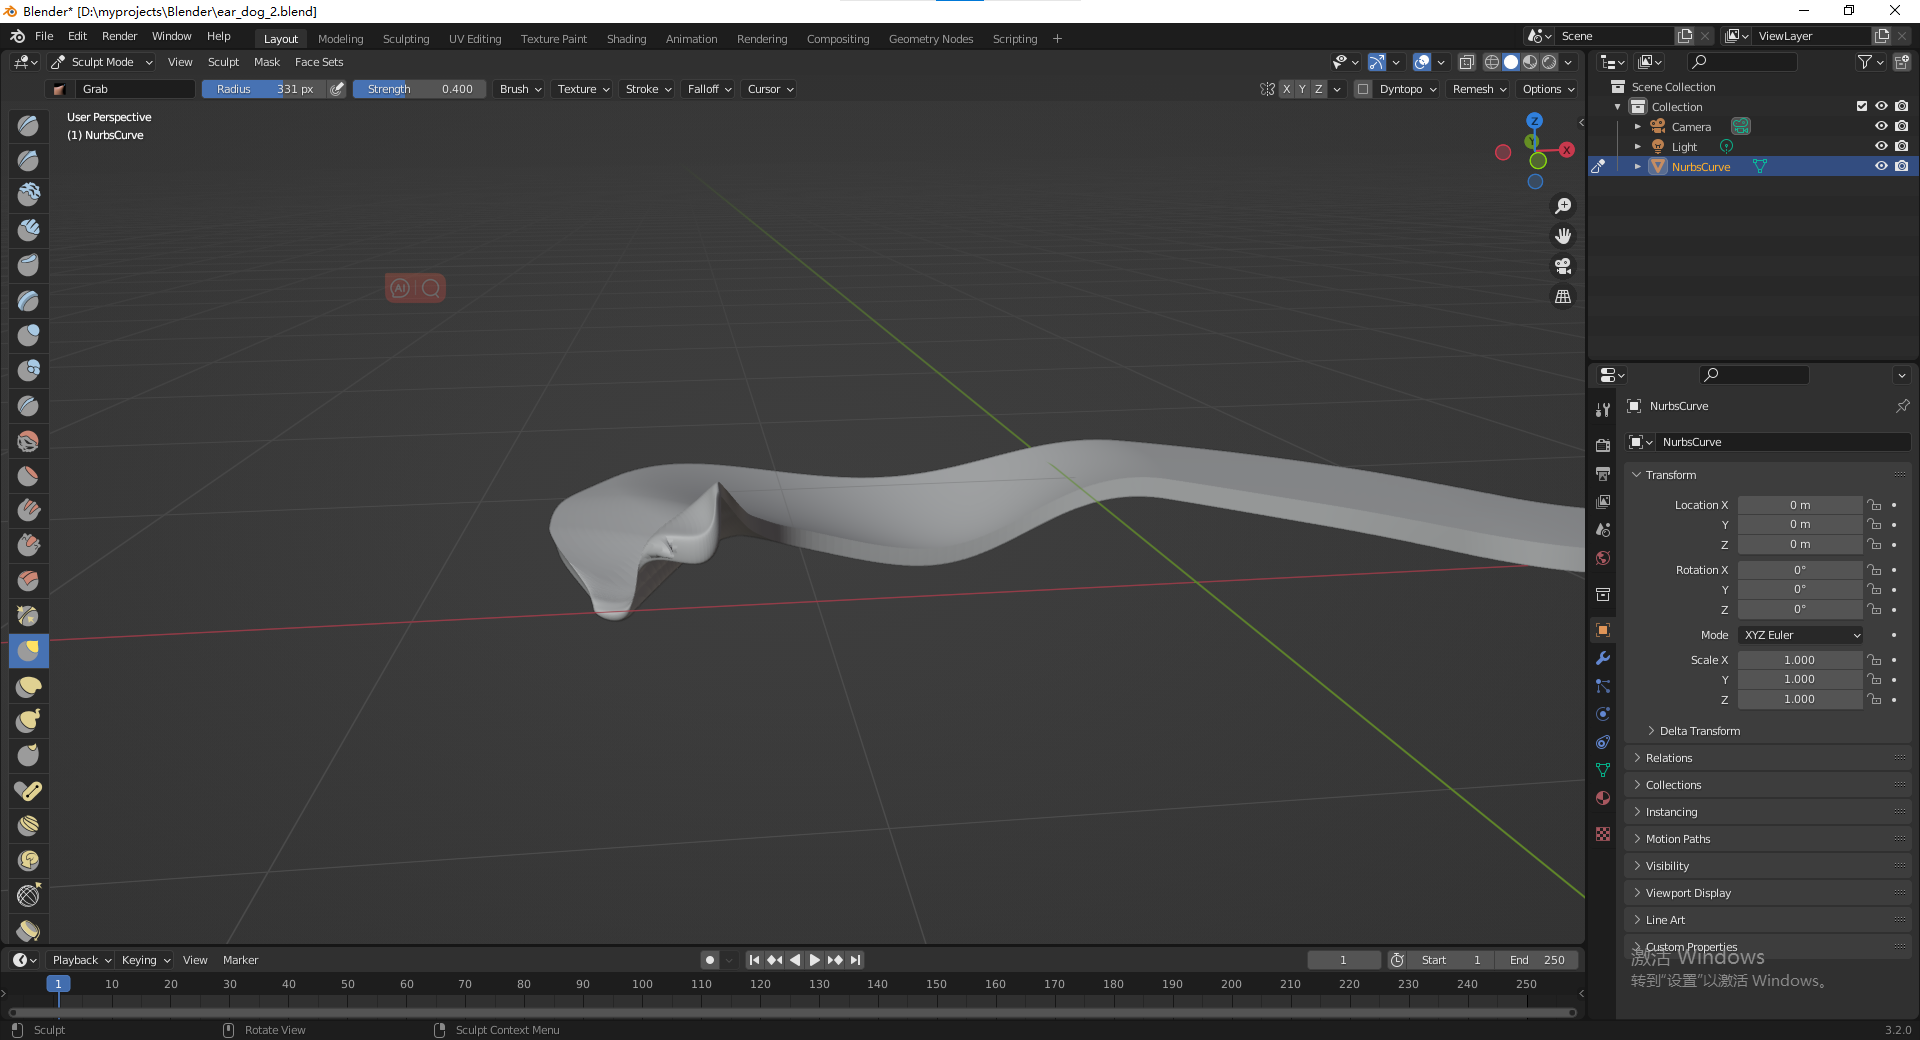 Blender* [D:\myprojects\Blender\ear_dog_2.blend]
File Edit Render Window Help Layout Modeling Sculpting UV Editing Texture Paint Shading Animation Rendering Compositing Geometry Nodes Scripting + Scene ViewLayer
Sculpt Mode View Sculpt Mask Face Sets
Grab Radius 331 px Strength 0.400 Brush Texture Stroke Falloff Cursor X Y Z Dyntopo Remesh Options
User Perspective
(1) NurbsCurve
Z
Y
X
AI
Scene Collection
Collection
Camera
Light
NurbsCurve
NurbsCurve
NurbsCurve
Transform
Location X 0 m
Y 0 m
Z 0 m
Rotation X 0°
Y 0°
Z 0°
Mode XYZ Euler
Scale X 1.000
Y 1.000
Z 1.000
Delta Transform
Relations
Collections
Instancing
Motion Paths
Visibility
Viewport Display
Line Art
Custom Properties
激活 Windows
转到"设置"以激活 Windows。
Playback Keying View Marker 1 Start 1 End 250
1 10 20 30 40 50 60 70 80 90 100 110 120 130 140 150 160 170 180 190 200 210 220 230 240 250
Sculpt Rotate View Sculpt Context Menu 3.2.0